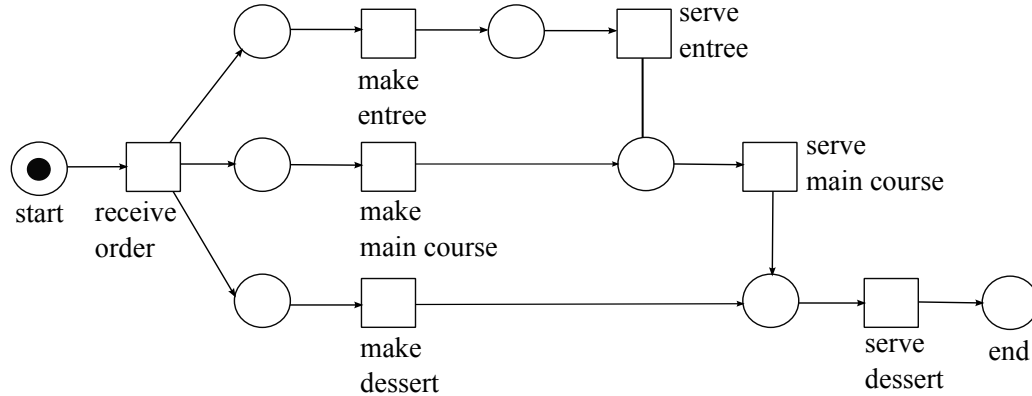 serve
entree
make
entree
serve
main course
start
receive
order
make
main course
make
dessert
serve
dessert
end